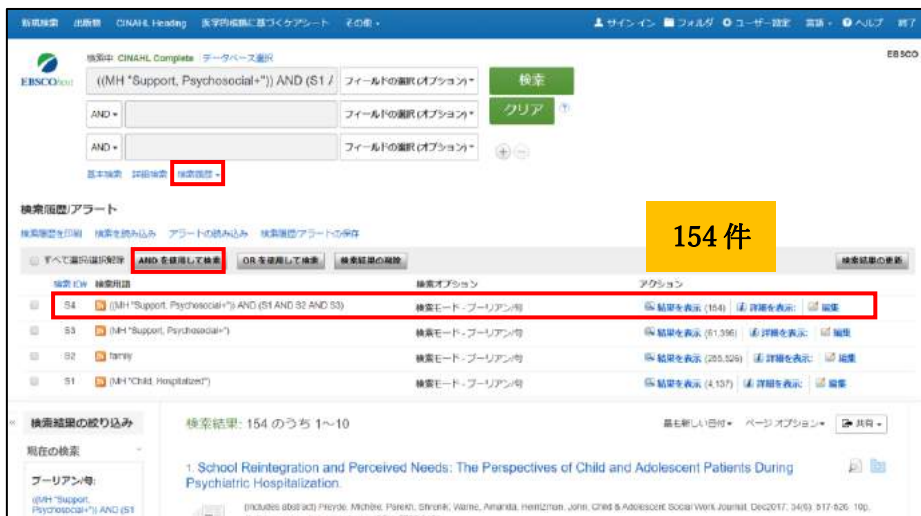 新規検索 出版物 CINAHL Heading 医学的根拠に基づくケアシート その他 サインイン フォルダ ユーザー設定 言語 ヘルプ 終了
検索中: CINAHL Complete データベース選択 EBSCO
EBSCOhost ((MH "Support, Psychosocial+")) AND (S1 / フィールドの選択 (オプション) 検索
AND フィールドの選択 (オプション) クリア
AND フィールドの選択 (オプション)
基本検索 詳細検索 検索履歴
検索履歴/アラート
検索履歴を印刷 検索を読み込み アラートの読み込み 検索履歴/アラートの保存
154 件
すべて選択/選択解除 AND を使用して検索 OR を使用して検索 検索結果の削除 検索結果の更新
検索 ID# 検索用語 検索オプション アクション
S4 ((MH "Support, Psychosocial+")) AND (S1 AND S2 AND S3) 検索モード - ブーリアン/句 結果を表示 (154) 詳細を表示: 編集
S3 (MH "Support, Psychosocial+") 検索モード - ブーリアン/句 結果を表示 (61,396) 詳細を表示: 編集
S2 family 検索モード - ブーリアン/句 結果を表示 詳細を表示: 編集
S1 (MH "Child, Hospitalized") 検索モード - ブーリアン/句 結果を表示 (4,137) 詳細を表示: 編集
検索結果の絞り込み 検索結果: 154 のうち 1～10 最も新しい日付 ページ オプション 共有
現在の検索
1. School Reintegration and Perceived Needs: The Perspectives of Child and Adolescent Patients During
ブーリアン/句: Psychiatric Hospitalization.
((MH "Support,
Psychosocial+")) AND (S1 (includes abstract) Preyde, Michèle; Parekh, Shrenik; Warne, Amanda; Heintzman, John; Child & Adolescent Social Work Journal, Dec2017; 34(6): 517-526. 10p.